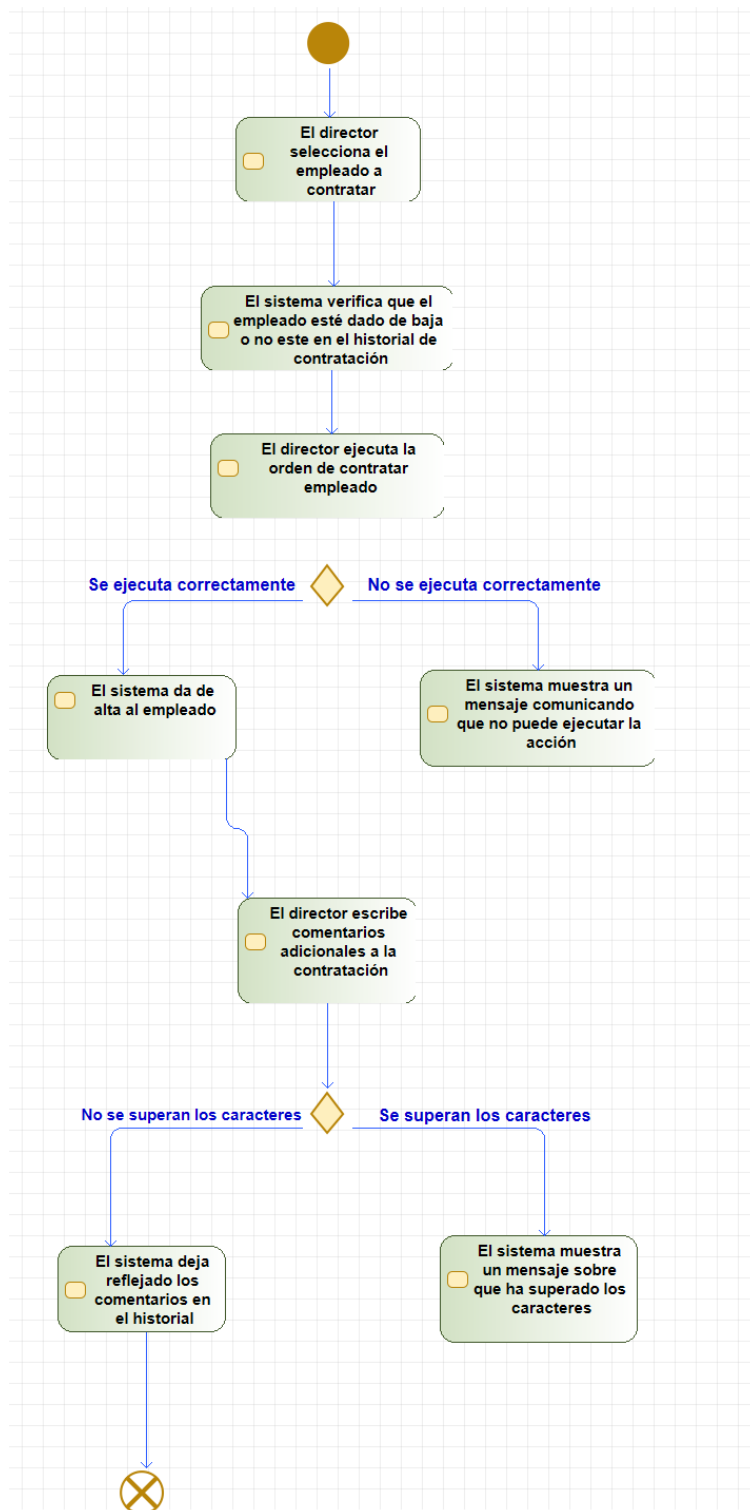 El director
selecciona el
empleado a
contratar
El sistema verifica que el
empleado esté dado de baja
o no este en el historial de
contratación
El director ejecuta la
orden de contratar
empleado
Se ejecuta correctamente
No se ejecuta correctamente
El sistema da de
alta al empleado
El sistema muestra un
mensaje comunicando
que no puede ejecutar la
acción
El director escribe
comentarios
adicionales a la
contratación
No se superan los caracteres
Se superan los caracteres
El sistema deja
reflejado los
comentarios en
el historial
El sistema muestra
un mensaje sobre
que ha superado los
caracteres